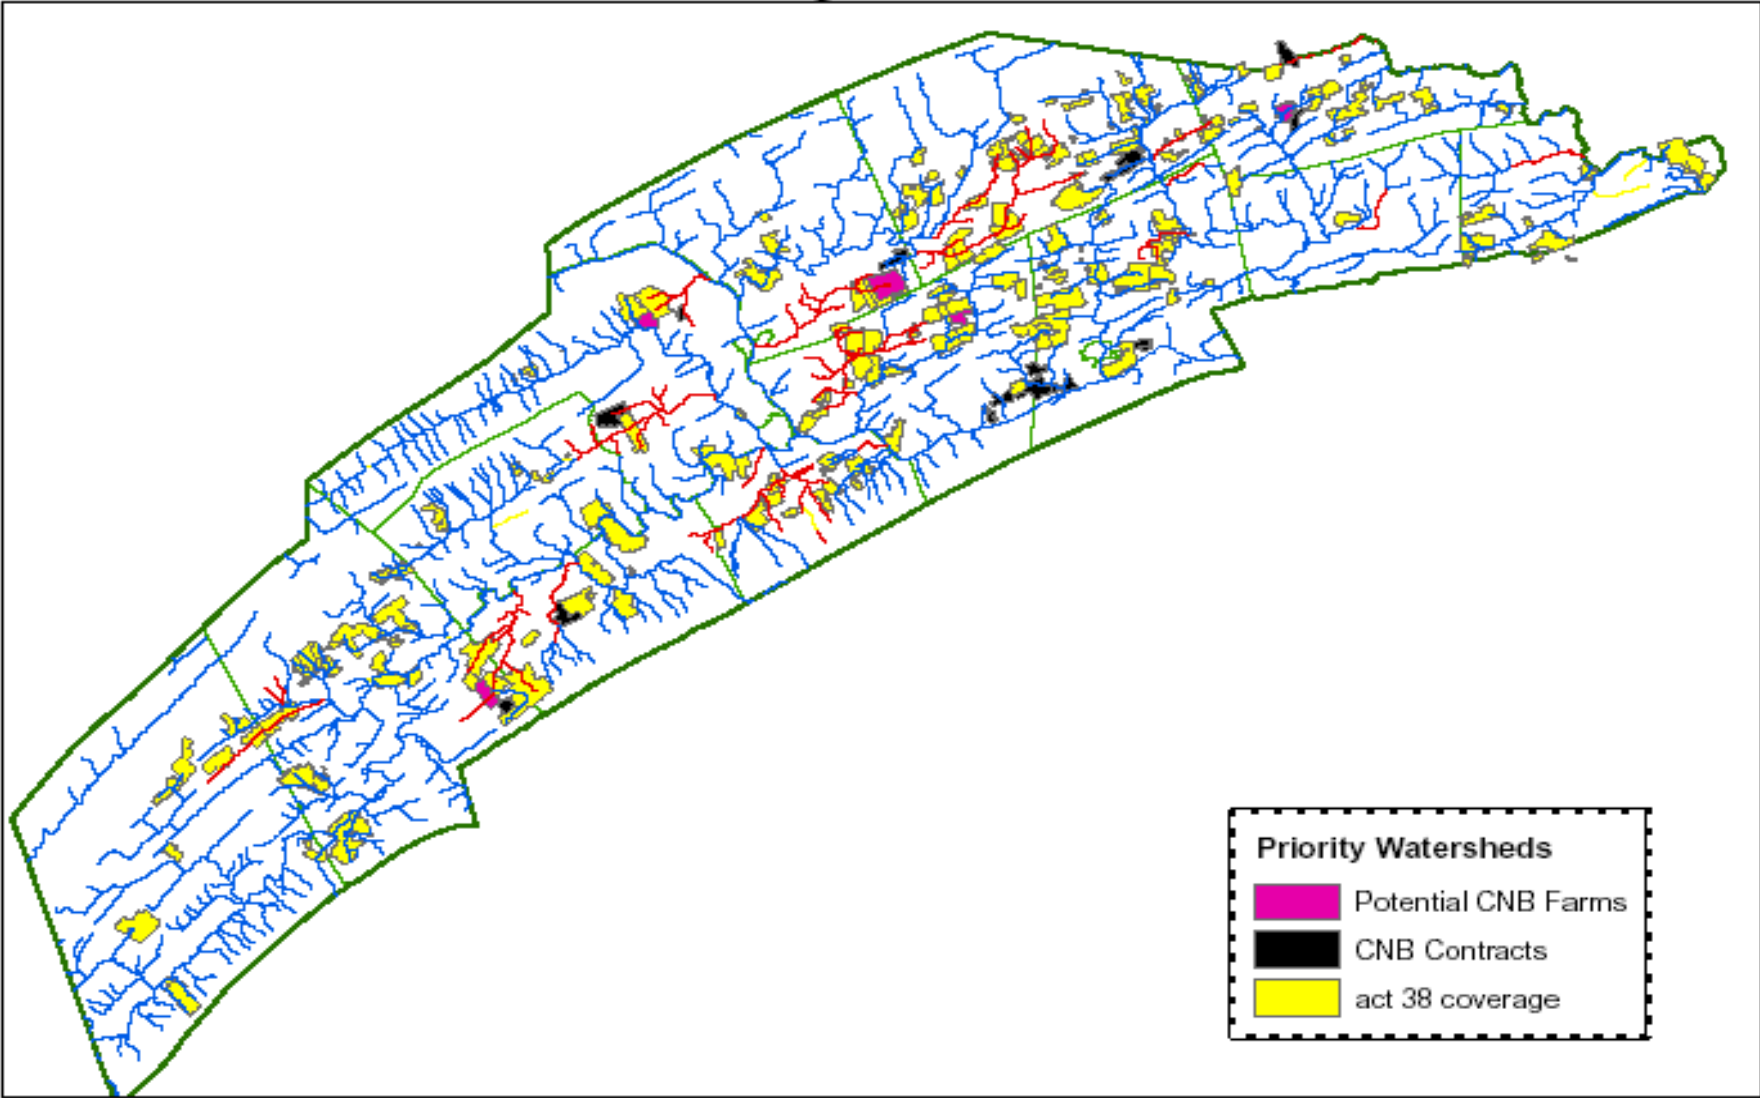 Priority Watersheds
Potential CNB Farms
CNB Contracts
act 38 coverage